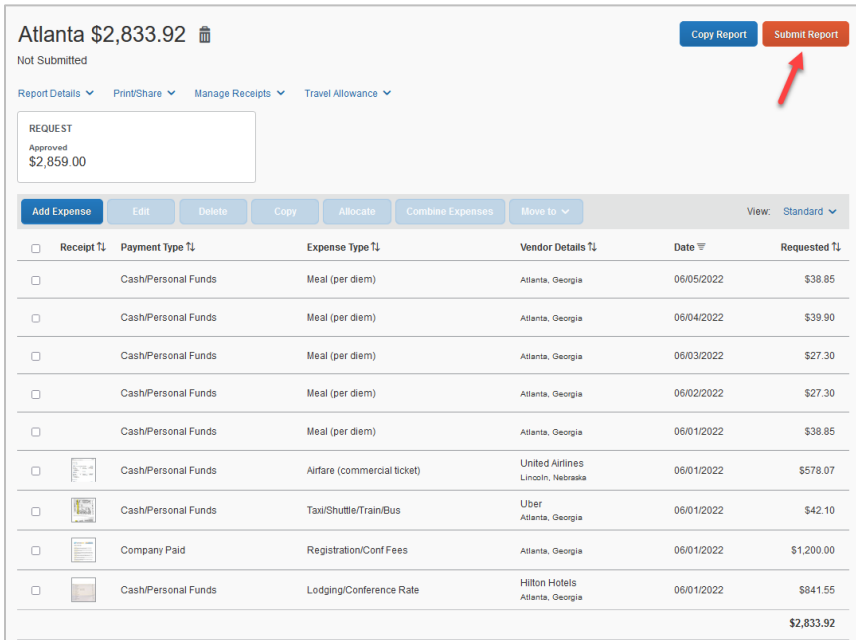 Atlanta $2,833.92
Copy Report Submit Report
Not Submitted
Report Details Print/Share Manage Receipts Travel Allowance
REQUEST
Approved
$2,859.00
Add Expense Edit Delete Copy Allocate Combine Expenses Move to View: Standard
Receipt Payment Type Expense Type Vendor Details Date Requested
Cash/Personal Funds Meal (per diem) Atlanta, Georgia 06/05/2022 $38.85
Cash/Personal Funds Meal (per diem) Atlanta, Georgia 06/04/2022 $39.90
Cash/Personal Funds Meal (per diem) Atlanta, Georgia 06/03/2022 $27.30
Cash/Personal Funds Meal (per diem) Atlanta, Georgia 06/02/2022 $27.30
Cash/Personal Funds Meal (per diem) Atlanta, Georgia 06/01/2022 $38.85
Cash/Personal Funds Airfare (commercial ticket) United Airlines 06/01/2022 $578.07
Lincoln, Nebraska
Cash/Personal Funds Taxi/Shuttle/Train/Bus Uber 06/01/2022 $42.10
Atlanta, Georgia
Company Paid Registration/Conf Fees Atlanta, Georgia 06/01/2022 $1,200.00
Cash/Personal Funds Lodging/Conference Rate Hilton Hotels 06/01/2022 $841.55
Atlanta, Georgia
$2,833.92